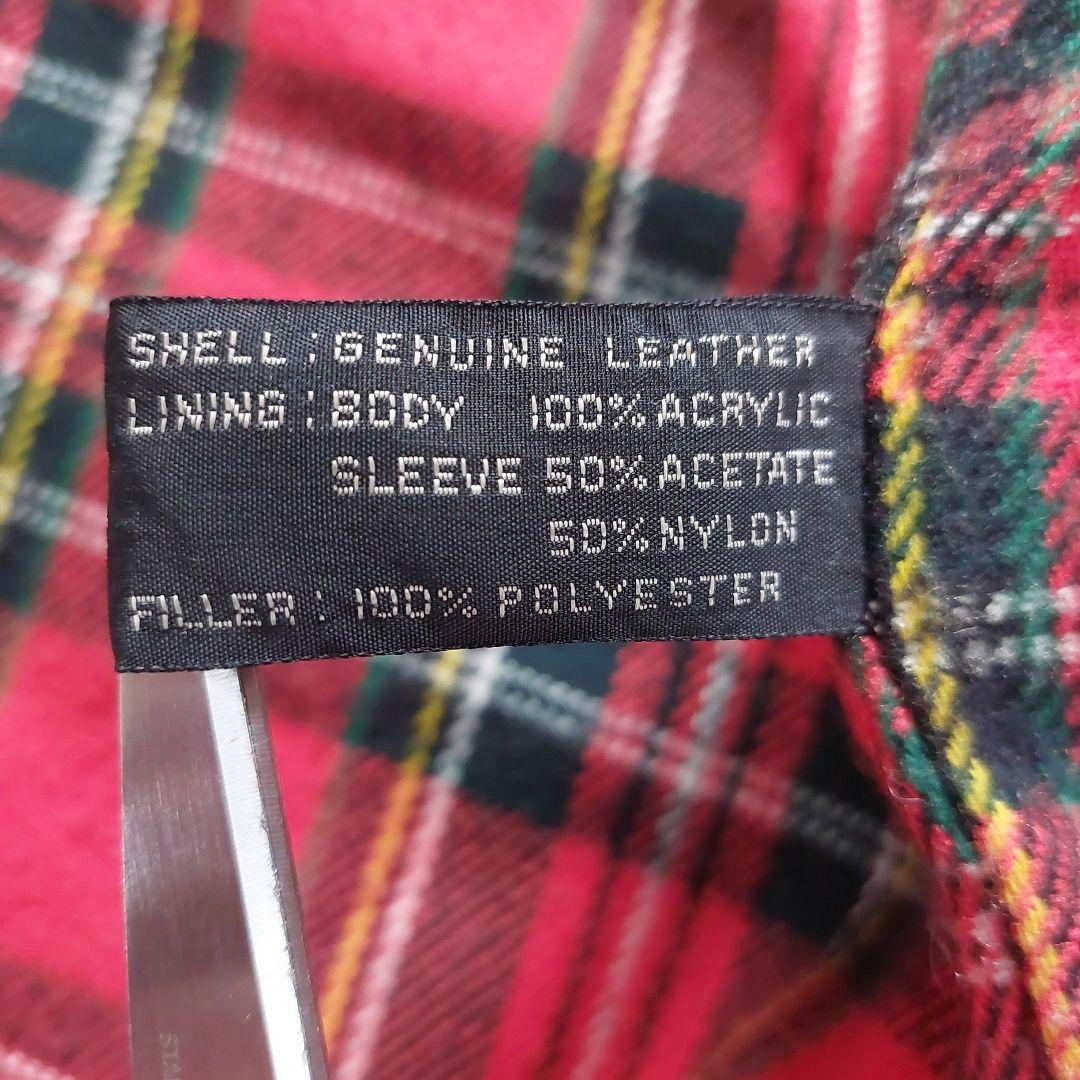 SHELL : GENUINE LEATHER
LINING : BODY 100% ACRYLIC
SLEEVE 50% ACETATE
50% NYLON
FILLER : 100% POLYESTER